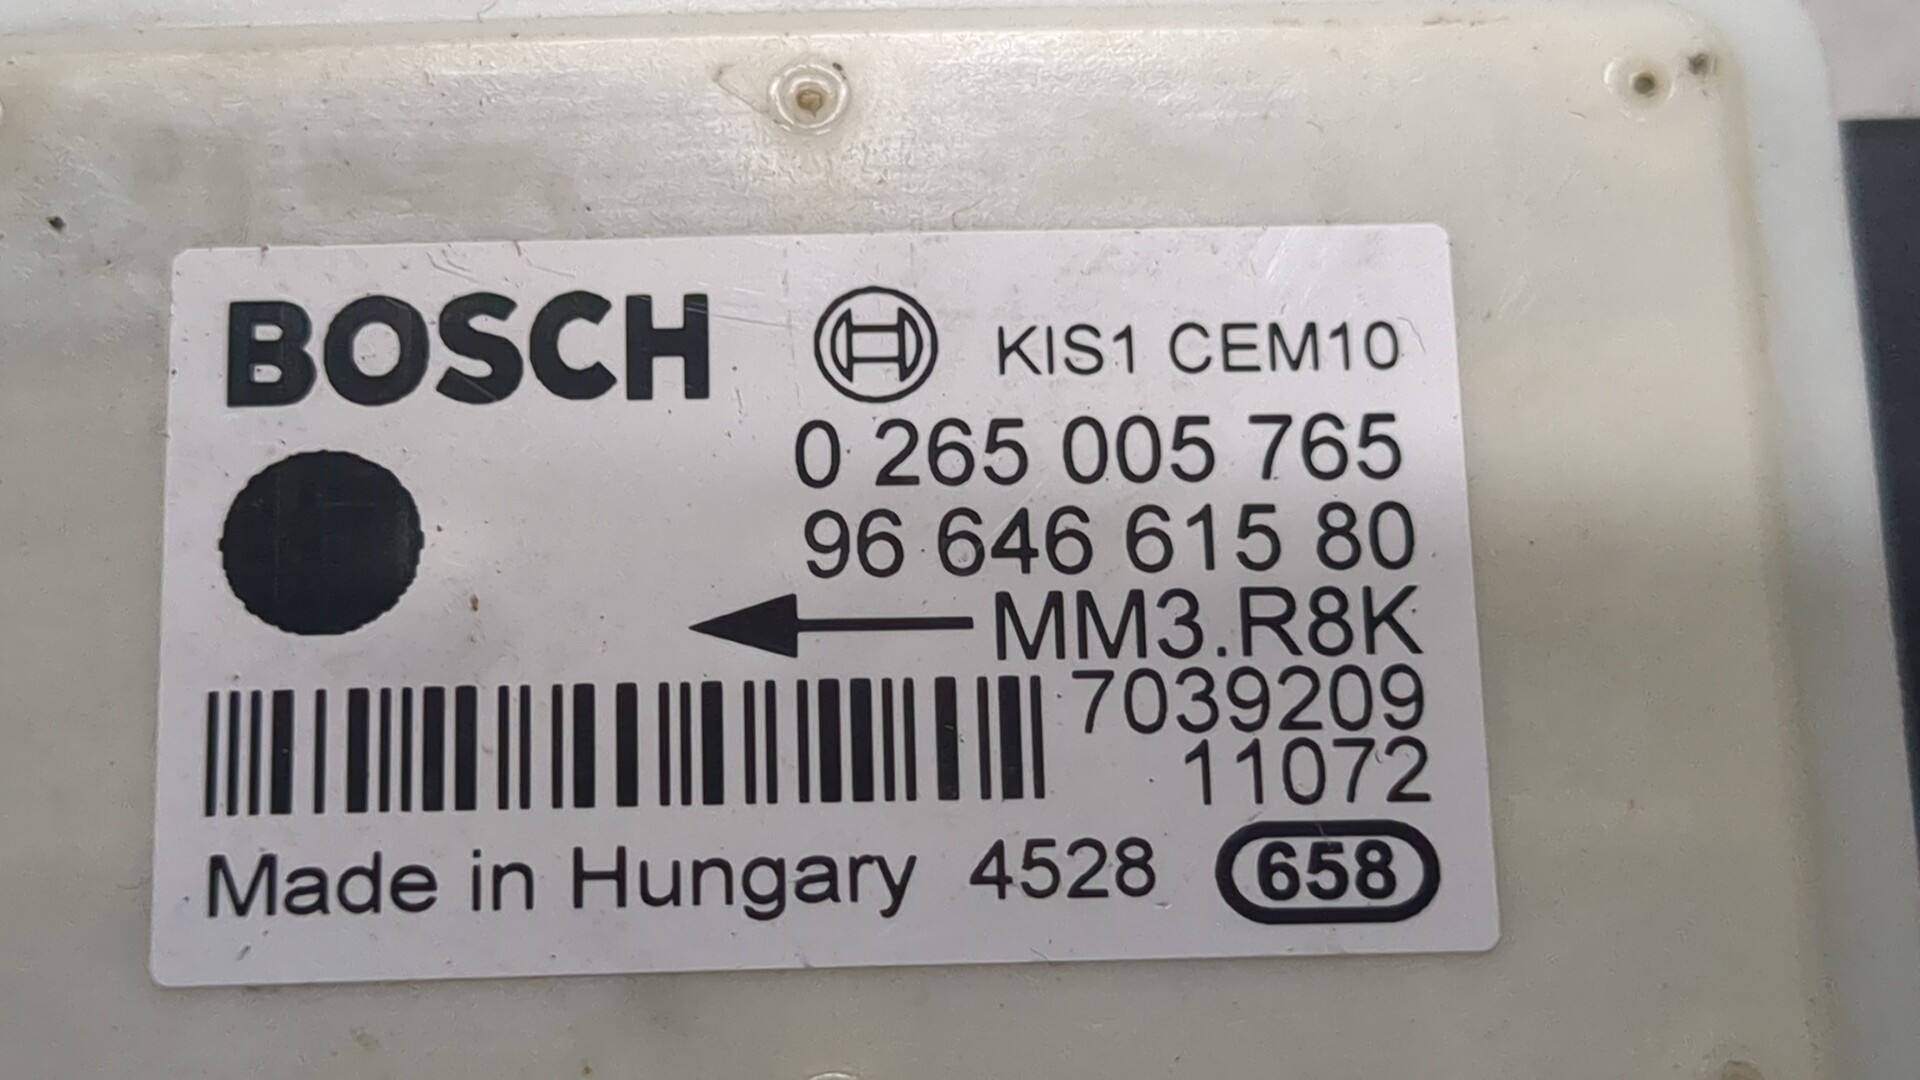 BOSCH KIS1 CEM10
0 265 005 765
96 646 615 80
MM3.R8K
7039209
11072
Made in Hungary 4528 658